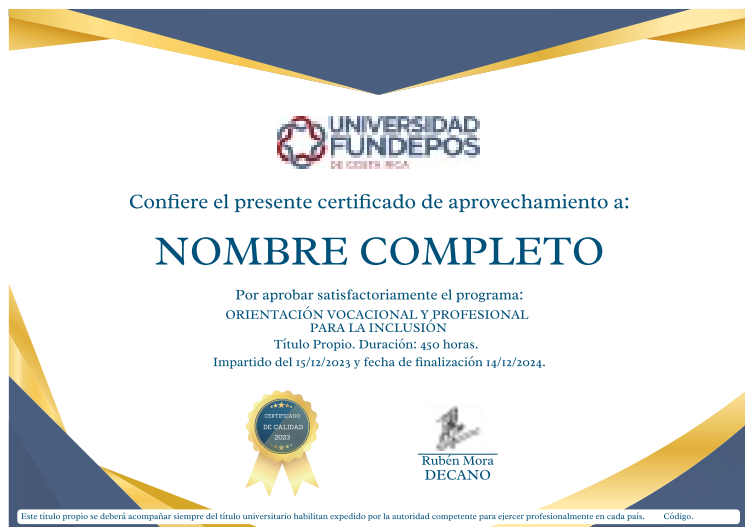 UNIVERSIDAD
FUNDEPOS
DE COSTA RICA
Confiere el presente certificado de aprovechamiento a:
NOMBRE COMPLETO
Por aprobar satisfactoriamente el programa:
ORIENTACIÓN VOCACIONAL Y PROFESIONAL
PARA LA INCLUSIÓN
Título Propio. Duración: 450 horas.
Impartido del 15/12/2023 y fecha de finalización 14/12/2024.
CERTIFICADO
DE CALIDAD
2023
Rubén Mora
DECANO
Este título propio se deberá acompañar siempre del título universitario habilitan expedido por la autoridad competente para ejercer profesionalmente en cada país. Código.